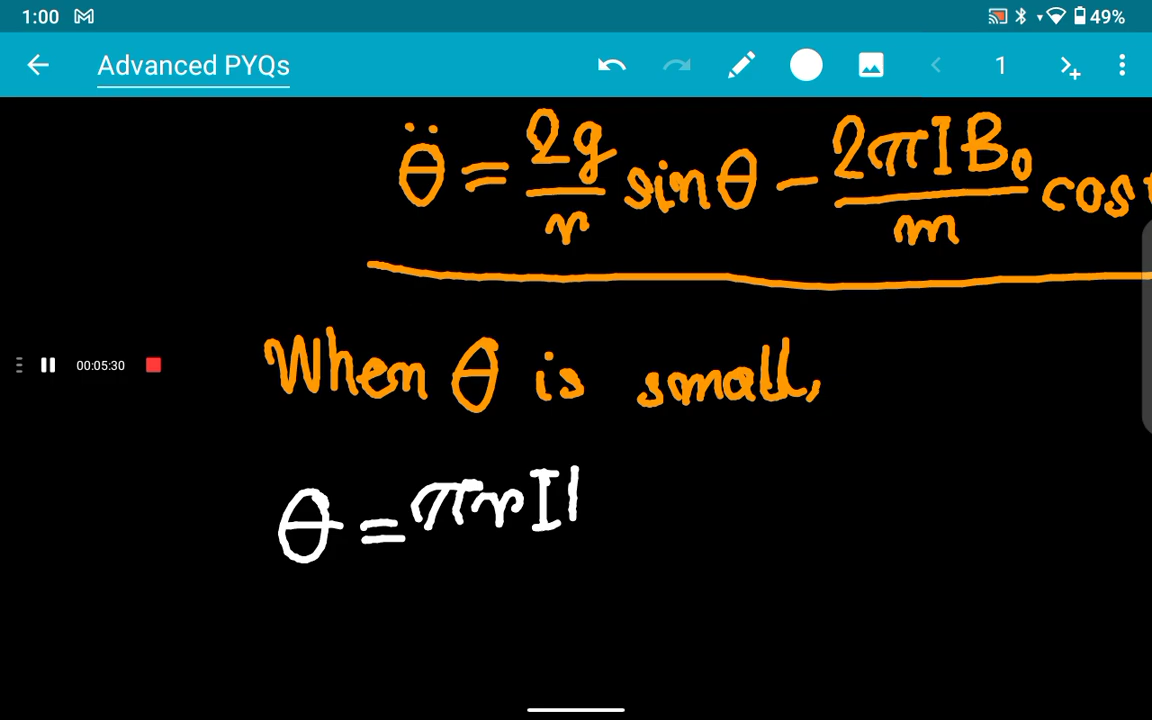 1:00 49%
Advanced PYQs 1
θ̈ = 2g/r sinθ − 2πIB₀/m cos
00:05:30
When θ is small,
θ = πrI